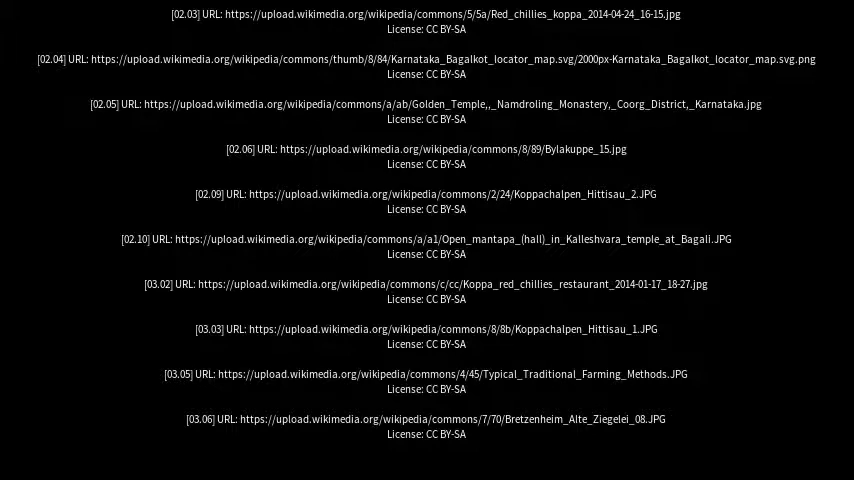 [02.03] URL: https://upload.wikimedia.org/wikipedia/commons/5/5a/Red_chillies_koppa_2014-04-24_16-15.jpg
License: CC BY-SA
[02.04] URL: https://upload.wikimedia.org/wikipedia/commons/thumb/8/84/Karnataka_Bagalkot_locator_map.svg/2000px-Karnataka_Bagalkot_locator_map.svg.png
License: CC BY-SA
[02.05] URL: https://upload.wikimedia.org/wikipedia/commons/a/ab/Golden_Temple,,_Namdroling_Monastery,_Coorg_District,_Karnataka.jpg
License: CC BY-SA
[02.06] URL: https://upload.wikimedia.org/wikipedia/commons/8/89/Bylakuppe_15.jpg
License: CC BY-SA
[02.09] URL: https://upload.wikimedia.org/wikipedia/commons/2/24/Koppachalpen_Hittisau_2.JPG
License: CC BY-SA
[02.10] URL: https://upload.wikimedia.org/wikipedia/commons/a/a1/Open_mantapa_(hall)_in_Kalleshvara_temple_at_Bagali.JPG
License: CC BY-SA
[03.02] URL: https://upload.wikimedia.org/wikipedia/commons/c/cc/Koppa_red_chillies_restaurant_2014-01-17_18-27.jpg
License: CC BY-SA
[03.03] URL: https://upload.wikimedia.org/wikipedia/commons/8/8b/Koppachalpen_Hittisau_1.JPG
License: CC BY-SA
[03.05] URL: https://upload.wikimedia.org/wikipedia/commons/4/45/Typical_Traditional_Farming_Methods.JPG
License: CC BY-SA
[03.06] URL: https://upload.wikimedia.org/wikipedia/commons/7/70/Bretzenheim_Alte_Ziegelei_08.JPG
License: CC BY-SA